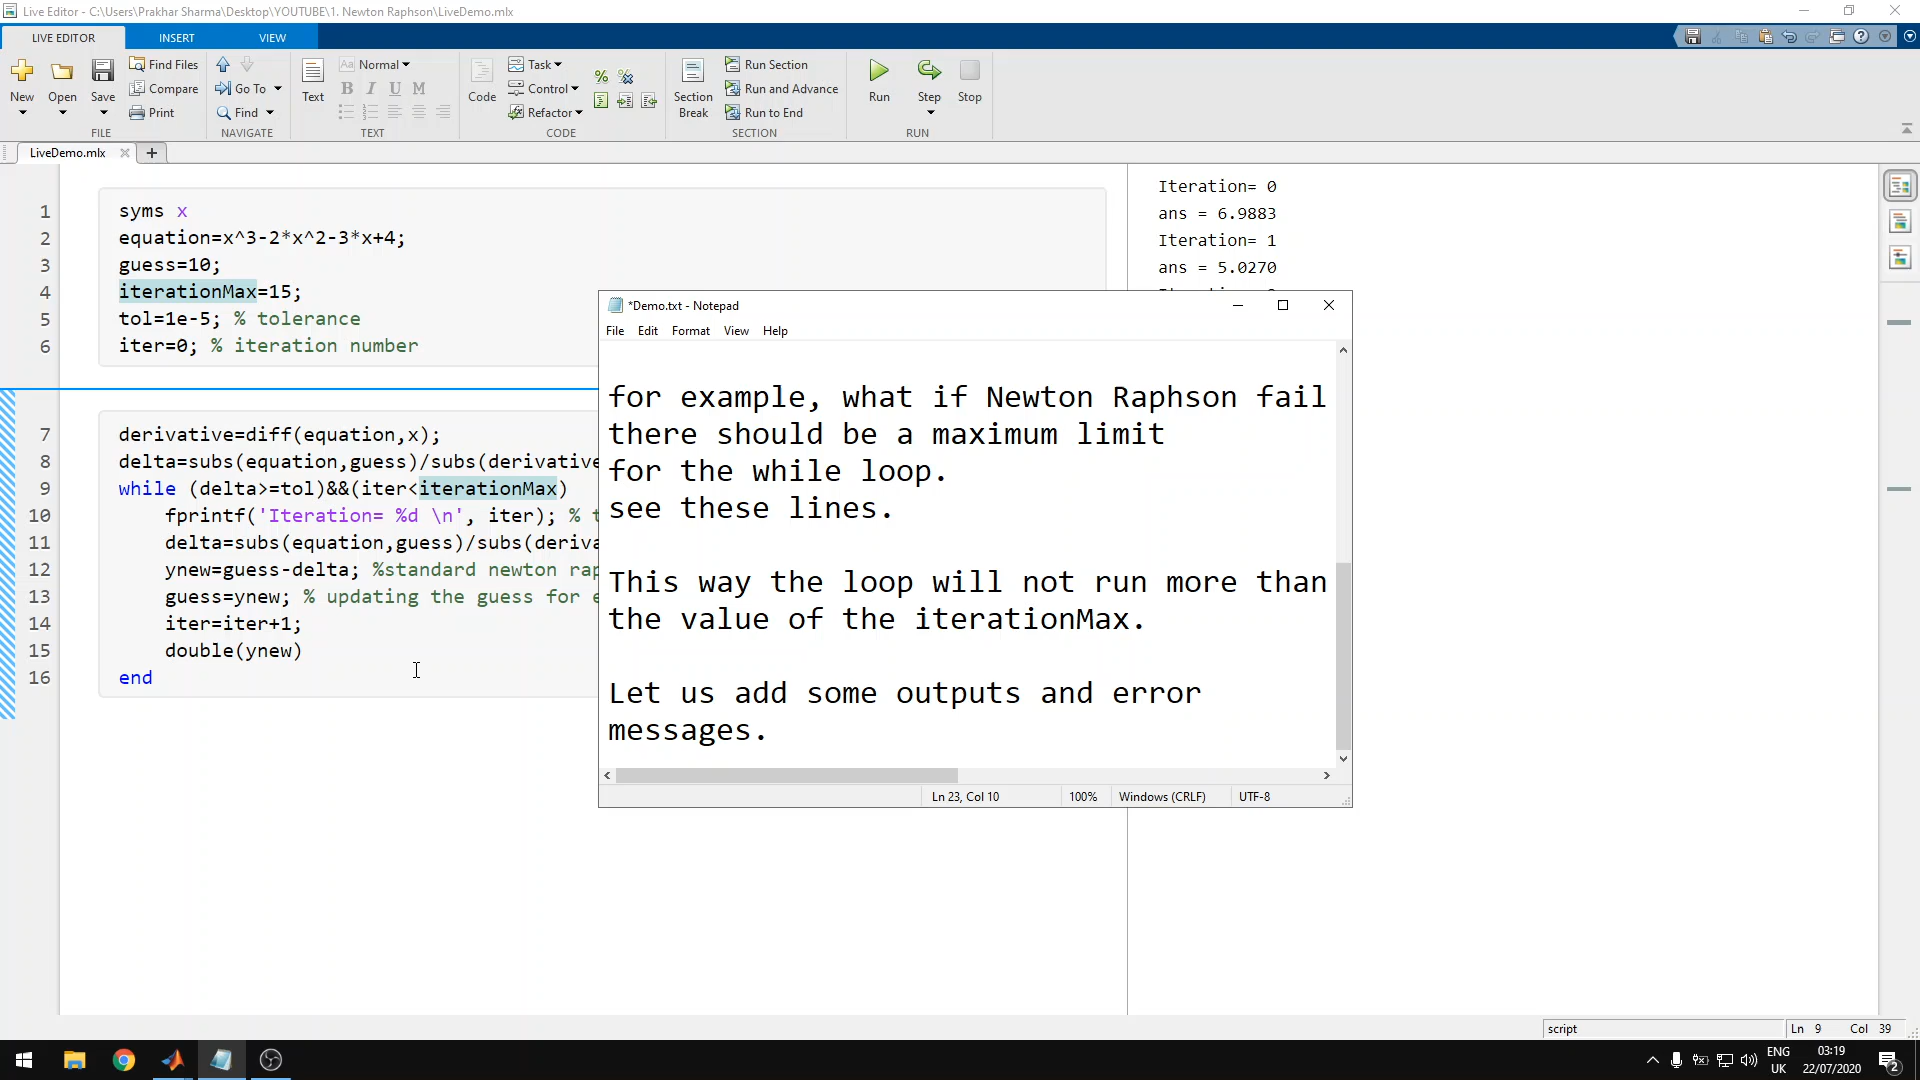 Live Editor - C:\Users\Prakhar Sharma\Desktop\YOUTUBE\1. Newton Raphson\LiveDemo.mlx
LIVE EDITOR
INSERT
VIEW
New
Open
Save
Find Files
Compare
Print
FILE
Go To
Find
NAVIGATE
Text
Aa Normal
B I U M
TEXT
Code
Task
Control
Refactor
CODE
Section Break
Run Section
Run and Advance
Run to End
SECTION
Run
Step
Stop
RUN
LiveDemo.mlx
1 syms x
2 equation=x^3-2*x^2-3*x+4;
3 guess=10;
4 iterationMax=15;
5 tol=1e-5; % tolerance
6 iter=0; % iteration number
7 derivative=diff(equation,x);
8 delta=subs(equation,guess)/subs(derivative
9 while (delta>=tol)&&(iter<iterationMax)
10 fprintf('Iteration= %d \n', iter); %
11 delta=subs(equation,guess)/subs(deriva
12 ynew=guess-delta; %standard newton rap
13 guess=ynew; % updating the guess for e
14 iter=iter+1;
15 double(ynew)
16 end
Iteration= 0
ans = 6.9883
Iteration= 1
ans = 5.0270
*Demo.txt - Notepad
File Edit Format View Help
for example, what if Newton Raphson fail
there should be a maximum limit
for the while loop.
see these lines.
This way the loop will not run more than
the value of the iterationMax.
Let us add some outputs and error
messages.
Ln 23, Col 10
100%
Windows (CRLF)
UTF-8
script
Ln 9 Col 39
ENG
UK
03:19
22/07/2020
2